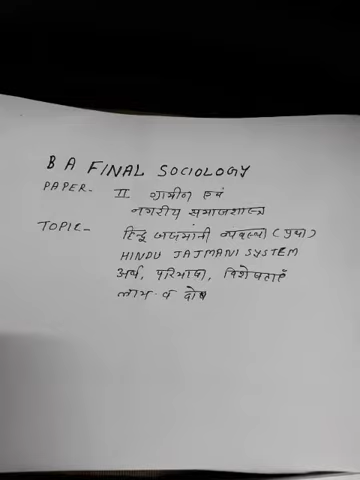 B A FINAL SOCIOLOGY
PAPER- II ग्रामीण एवं
नगरीय समाजशास्त्र
TOPIC- हिन्दू जजमानी व्यवस्था (प्रथा)
HINDU JAJMANI SYSTEM
अर्थ, परिभाषा, विशेषताएँ
लाभ व दोष